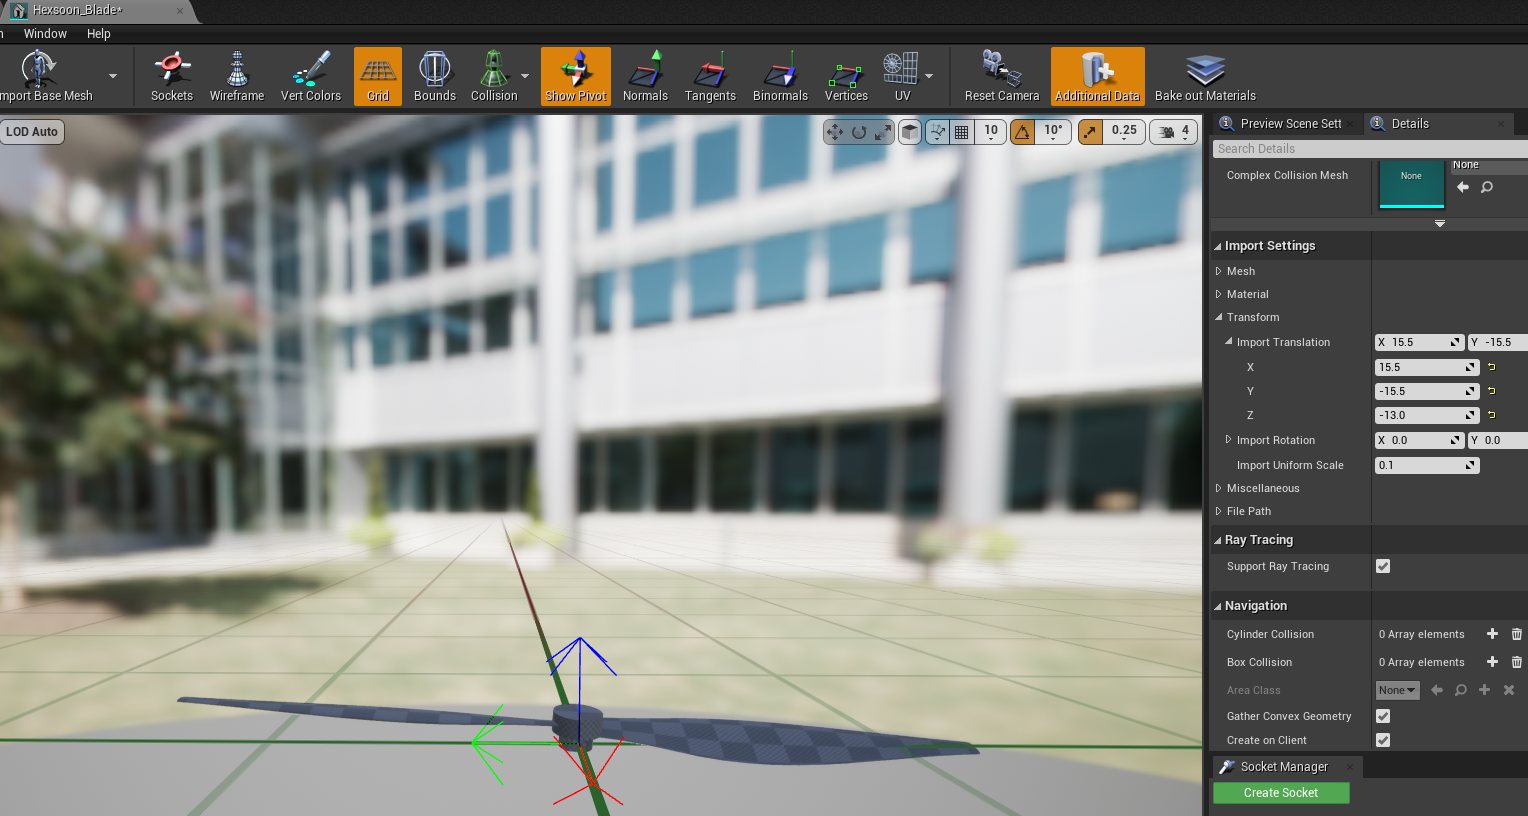 Hexsoon_Blade*
Window Help
mport Base Mesh
Sockets
Wireframe
Vert Colors
Grid
Bounds
Collision
Show Pivot
Normals
Tangents
Binormals
Vertices
UV
Reset Camera
Additional Data
Bake out Materials
LOD Auto
10
10°
0.25
4
Preview Scene Sett
Details
Search Details
Complex Collision Mesh
None
None
Import Settings
Mesh
Material
Transform
Import Translation X 15.5 Y -15.5
X 15.5
Y -15.5
Z -13.0
Import Rotation X 0.0 Y 0.0
Import Uniform Scale 0.1
Miscellaneous
File Path
Ray Tracing
Support Ray Tracing
Navigation
Cylinder Collision 0 Array elements
Box Collision 0 Array elements
Area Class None
Gather Convex Geometry
Create on Client
Socket Manager
Create Socket